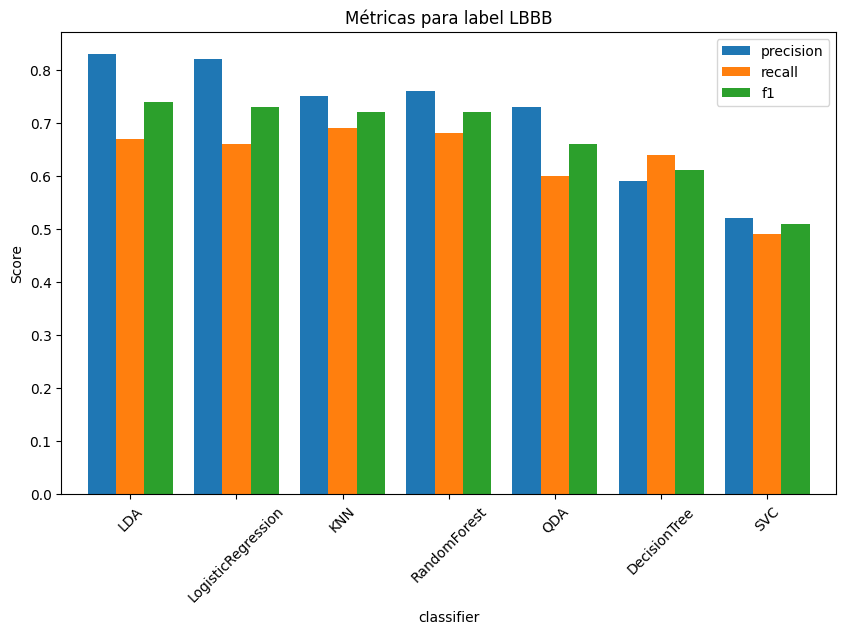 Métricas para label LBBB
precision
recall
f1
Score
0.8
0.7
0.6
0.5
0.4
0.3
0.2
0.1
0.0
LDA
LogisticRegression
KNN
RandomForest
QDA
DecisionTree
SVC
classifier